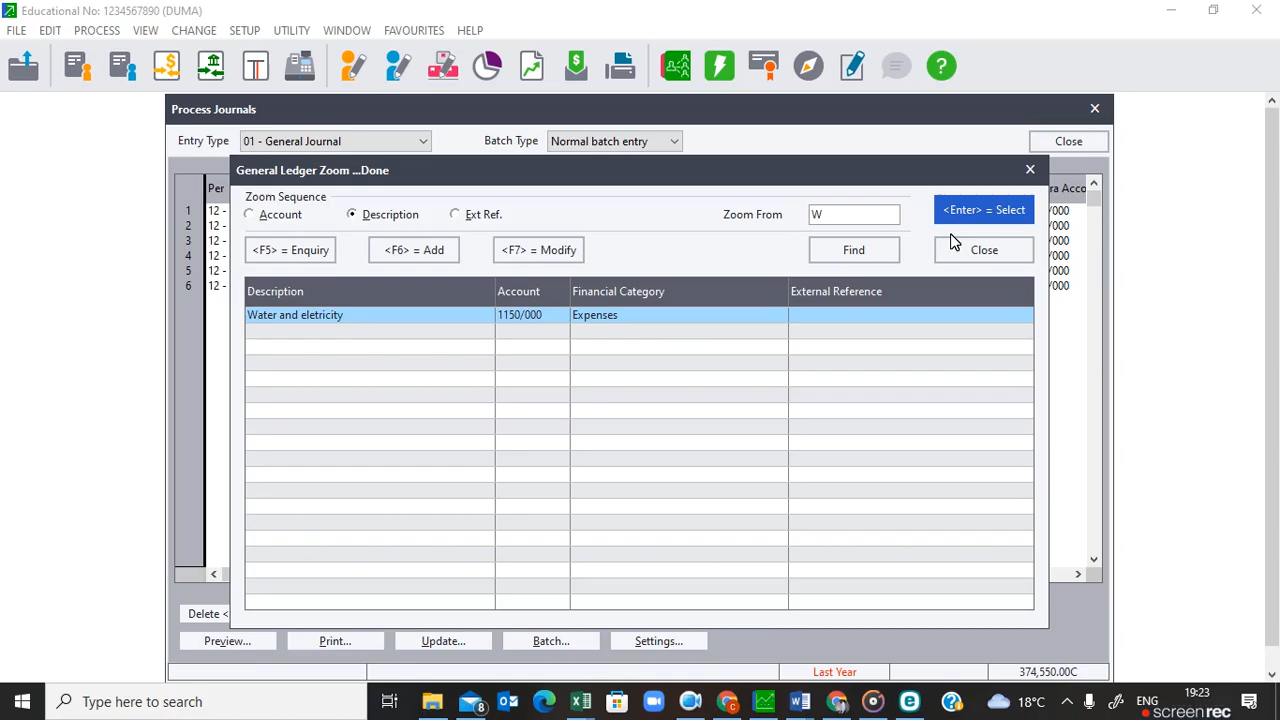 Educational No: 1234567890 (DUMA)
FILE EDIT PROCESS VIEW CHANGE SETUP UTILITY WINDOW FAVOURITES HELP
Process Journals
Entry Type 01 - General Journal Batch Type Normal batch entry Close
General Ledger Zoom ...Done
Zoom Sequence
Account Description Ext Ref. Zoom From W <Enter> = Select
<F5> = Enquiry <F6> = Add <F7> = Modify Find Close
Per ra Acco
1 12 - /000
2 12 - /000
3 12 - /000
4 12 - /000
5 12 - /000
6 12 - /000
Description Account Financial Category External Reference
Water and eletricity 1150/000 Expenses
Delete <
Preview... Print... Update... Batch... Settings...
Last Year 374,550.00C
Type here to search 8 18°C ENG 19:23
screenrec